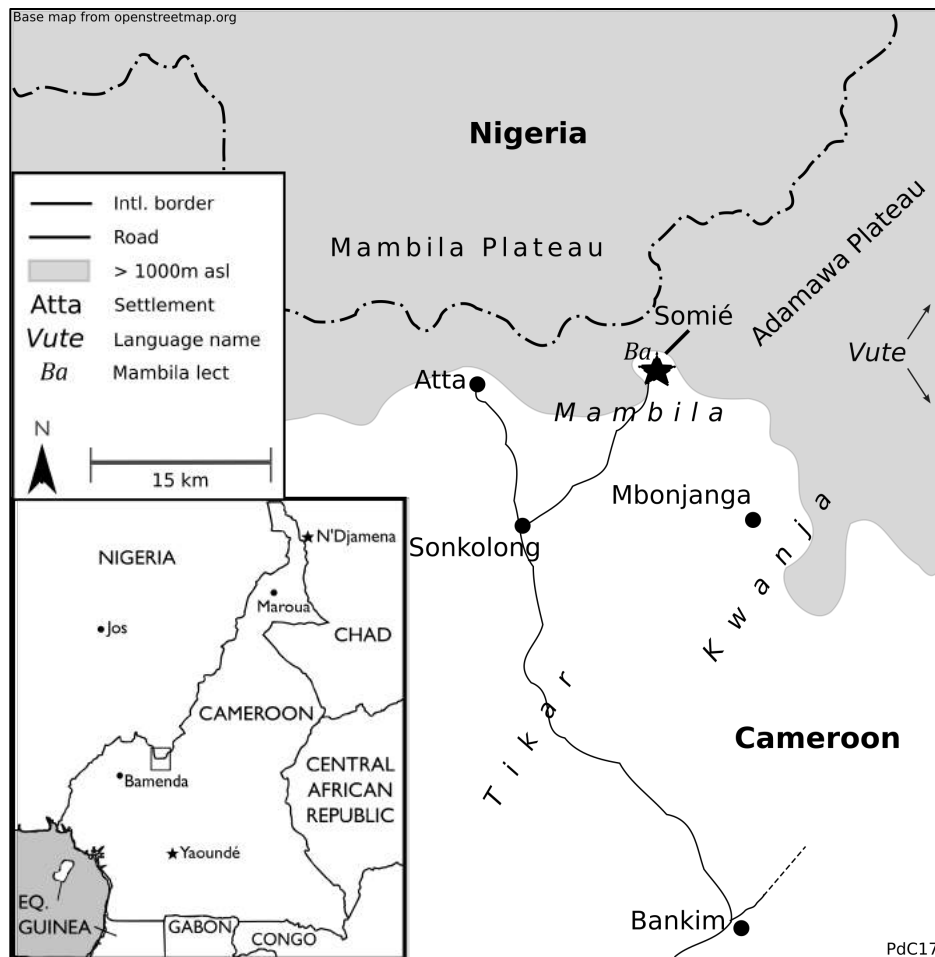 Base map from openstreetmap.org
Nigeria
Mambila Plateau
Adamawa Plateau
Intl. border
Road
> 1000m asl
Atta Settlement
Vute Language name
Ba Mambila lect
N
15 km
Somié
Ba
Vute
Atta
Mambila
Mbonjanga
Sonkolong
Kwanja
Tikar
Cameroon
Bankim
PdC17
N'Djamena
NIGERIA
Maroua
Jos
CHAD
CAMEROON
CENTRAL
AFRICAN
REPUBLIC
Bamenda
Yaoundé
EQ.
GUINEA
GABON
CONGO